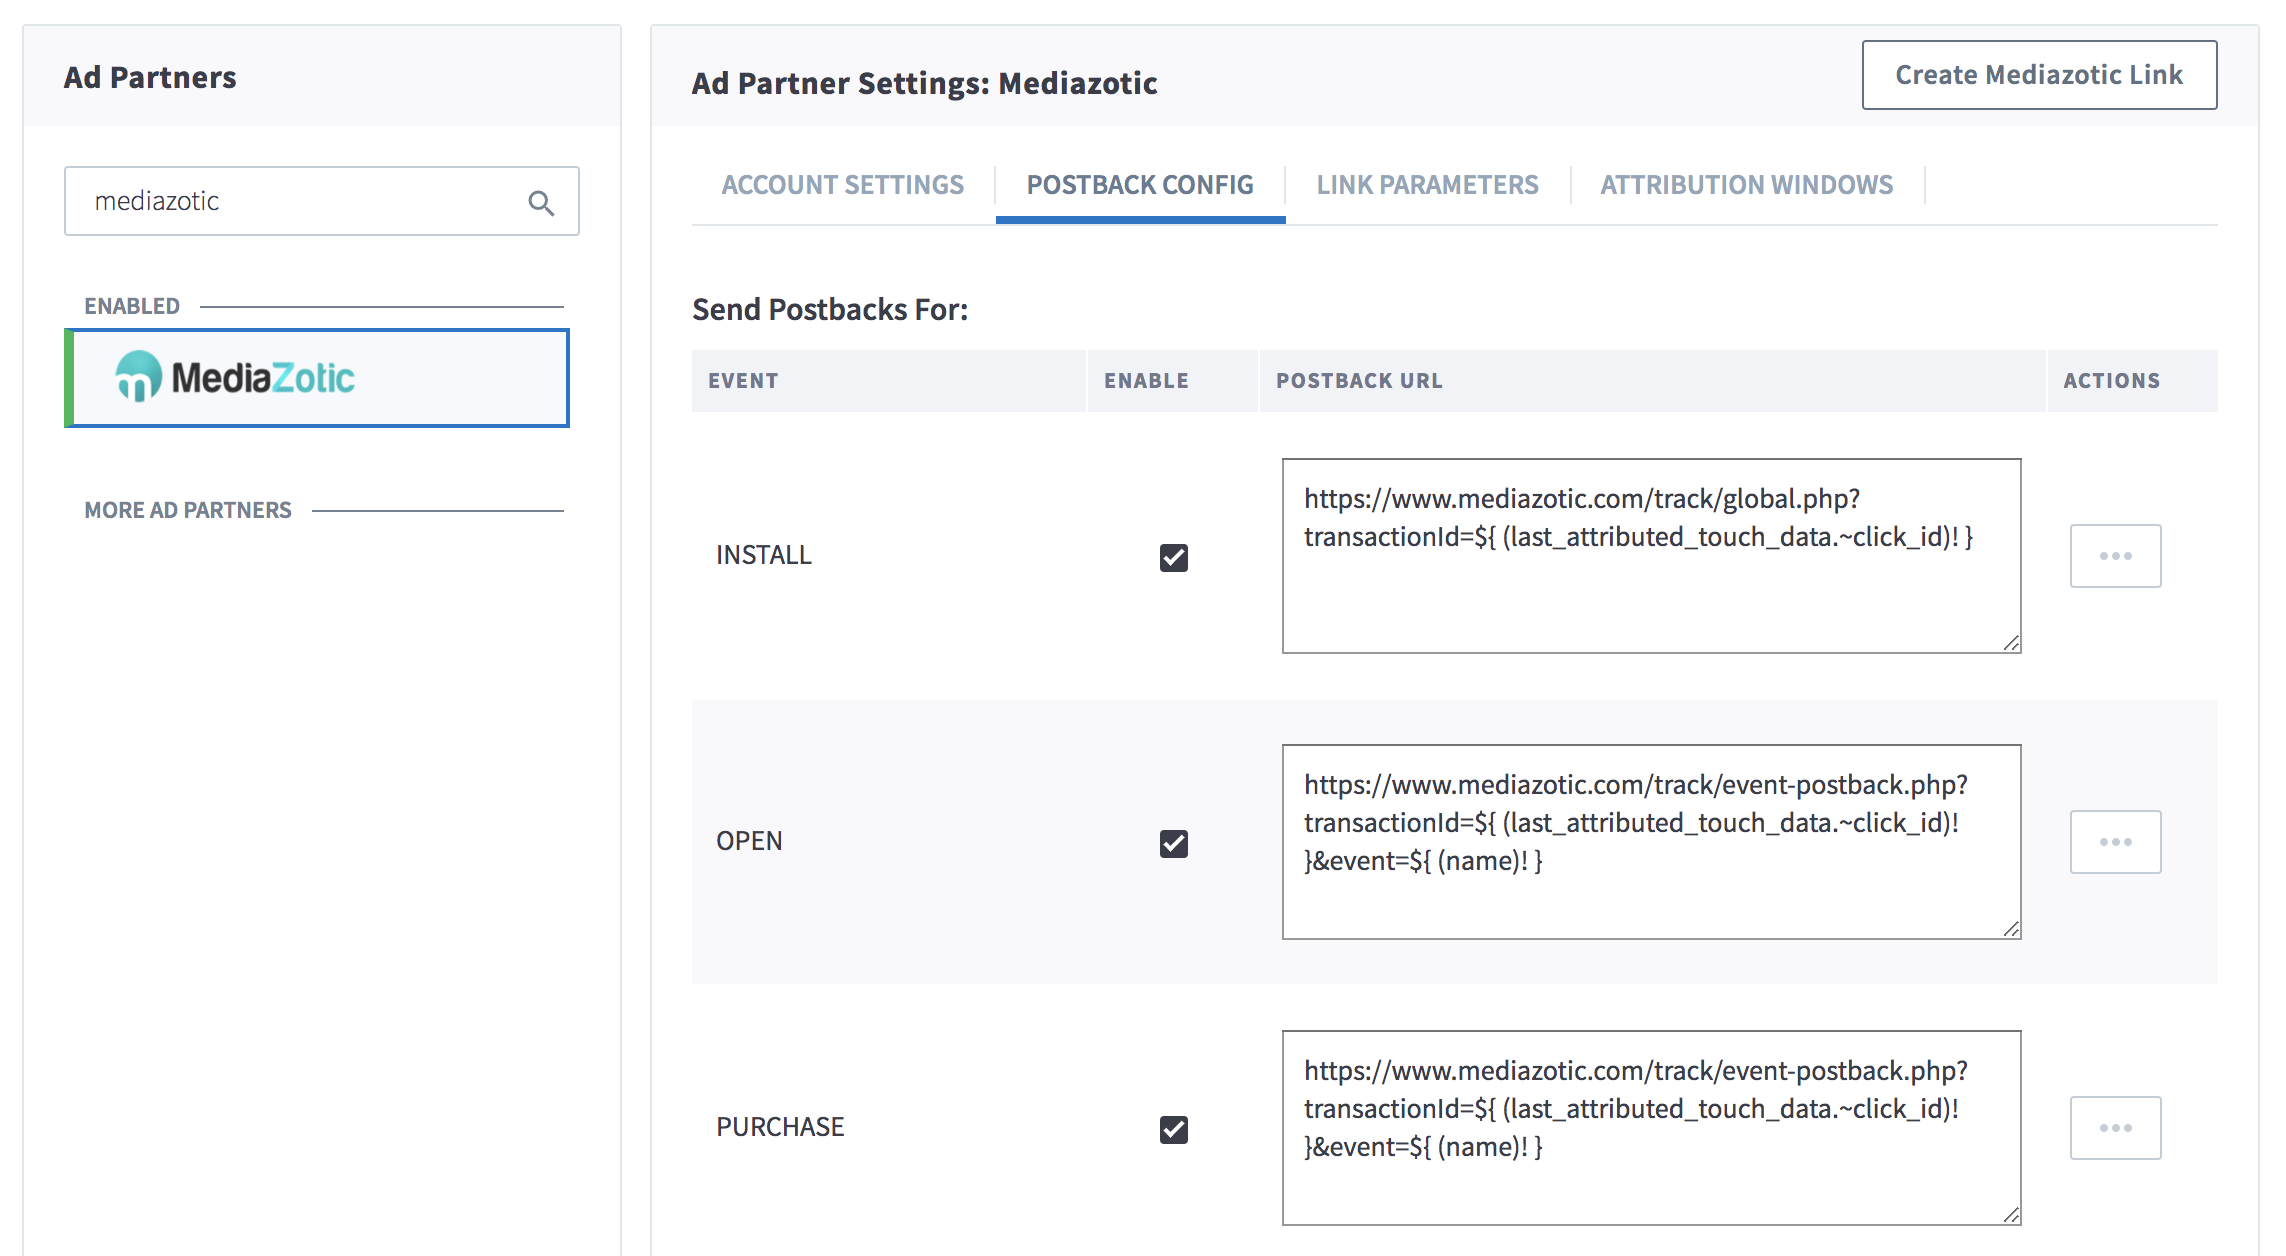 Ad Partners
mediazotic
ENABLED
MediaZotic
MORE AD PARTNERS
Ad Partner Settings: Mediazotic
Create Mediazotic Link
ACCOUNT SETTINGS
POSTBACK CONFIG
LINK PARAMETERS
ATTRIBUTION WINDOWS
Send Postbacks For:
EVENT
ENABLE
POSTBACK URL
ACTIONS
INSTALL
https://www.mediazotic.com/track/global.php?
transactionId=${ (last_attributed_touch_data.~click_id)! }
OPEN
https://www.mediazotic.com/track/event-postback.php?
transactionId=${ (last_attributed_touch_data.~click_id)!
}&event=${ (name)! }
PURCHASE
https://www.mediazotic.com/track/event-postback.php?
transactionId=${ (last_attributed_touch_data.~click_id)!
}&event=${ (name)! }